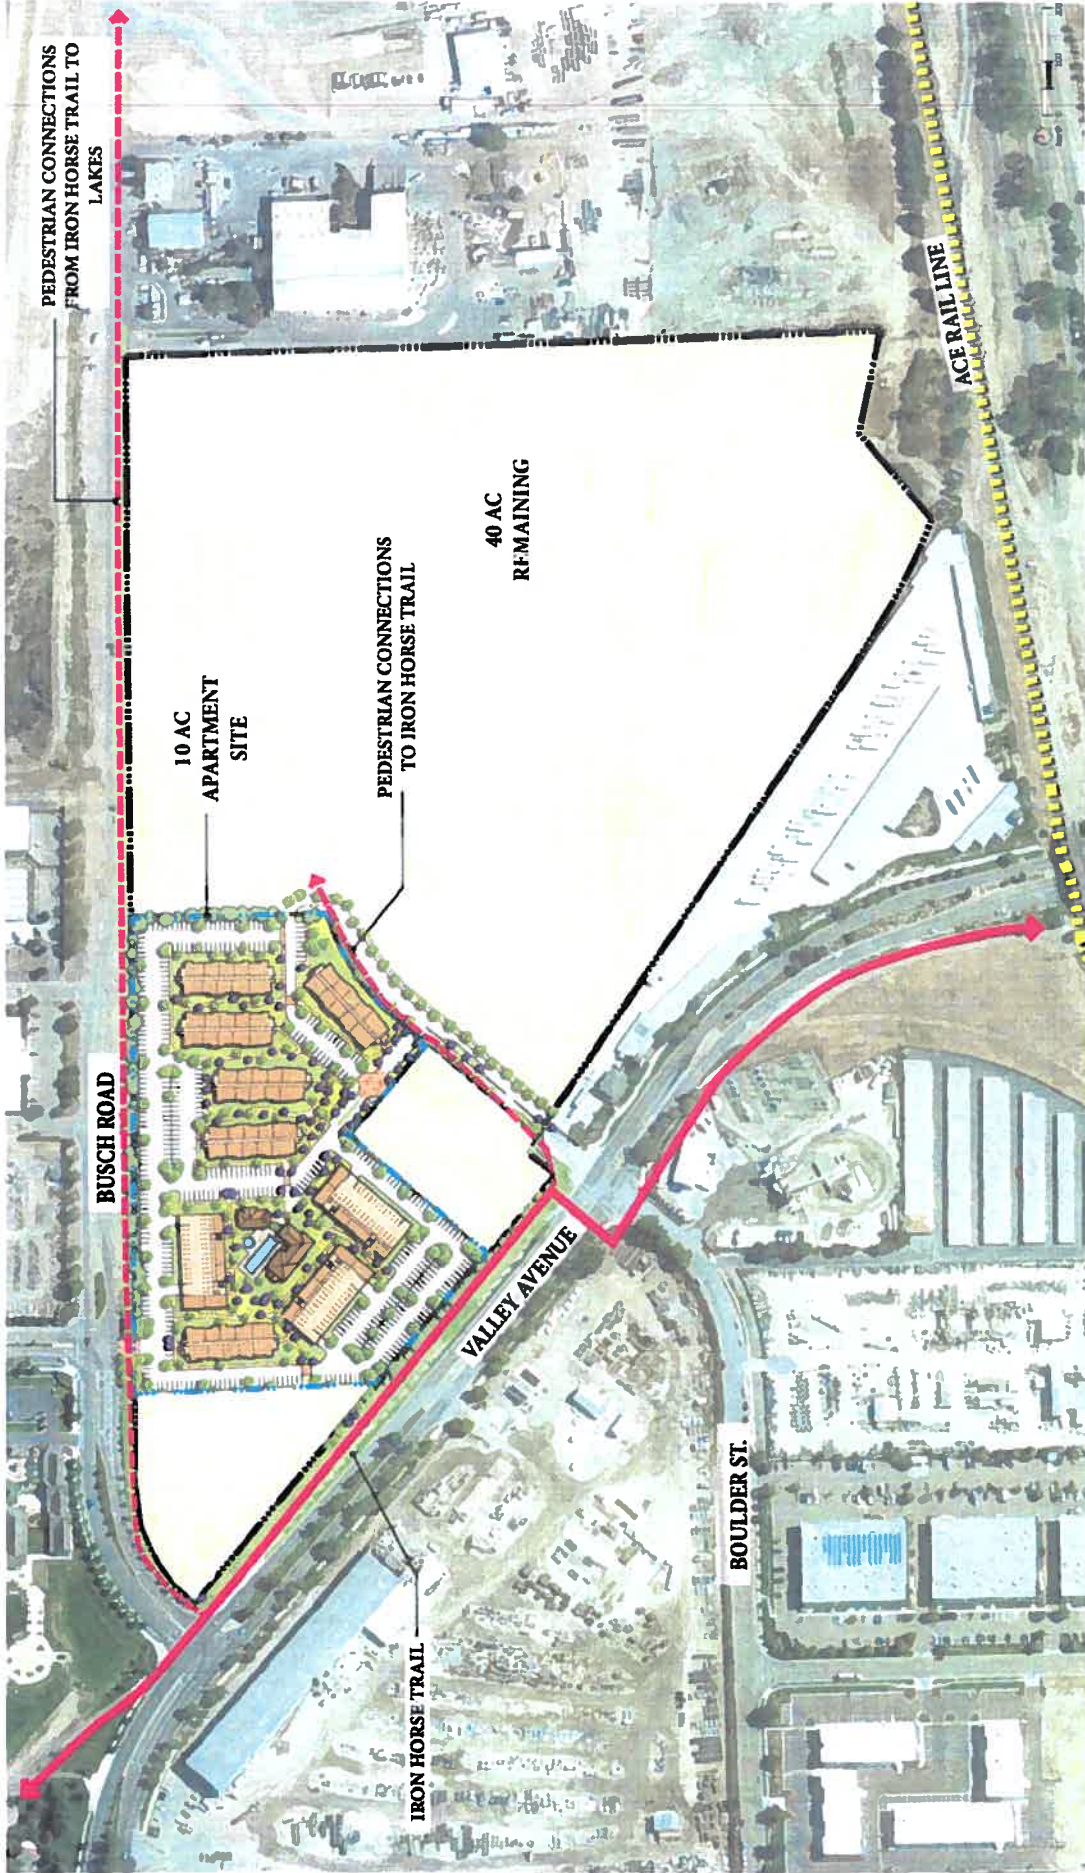 PEDESTRIAN CONNECTIONS
FROM IRON HORSE TRAIL TO
LAKES
BUSCH ROAD
10 AC
APARTMENT
SITE
PEDESTRIAN CONNECTIONS
TO IRON HORSE TRAIL
40 AC
REMAINING
ACE RAIL LINE
VALLEY AVENUE
IRON HORSE TRAIL
BOULDER ST.